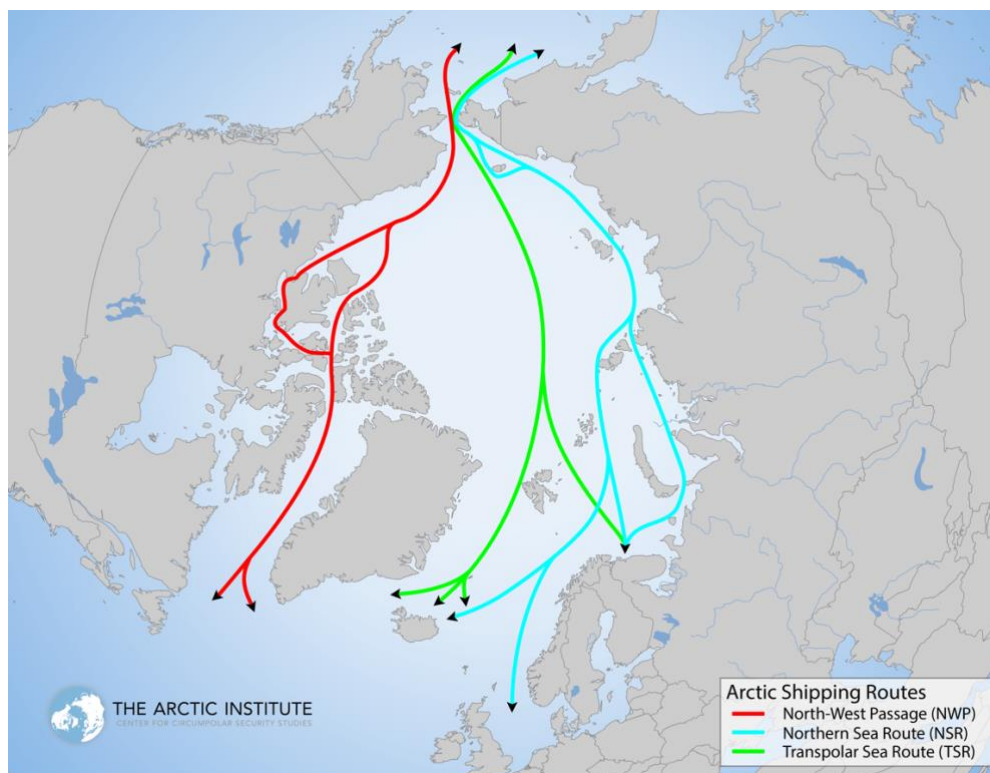 THE ARCTIC INSTITUTE
CENTER FOR CIRCUMPOLAR SECURITY STUDIES
Arctic Shipping Routes
North-West Passage (NWP)
Northern Sea Route (NSR)
Transpolar Sea Route (TSR)